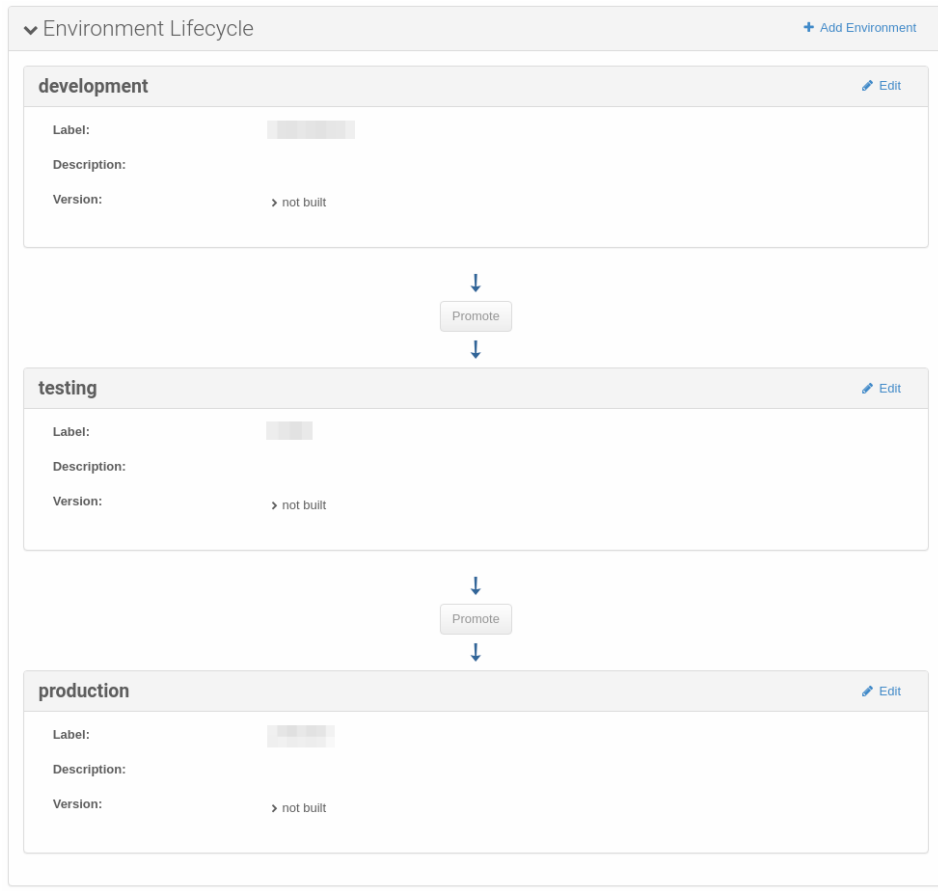 Environment Lifecycle
Add Environment
development
Edit
Label:
Description:
Version:
not built
Promote
testing
Edit
Label:
Description:
Version:
not built
Promote
production
Edit
Label:
Description:
Version:
not built